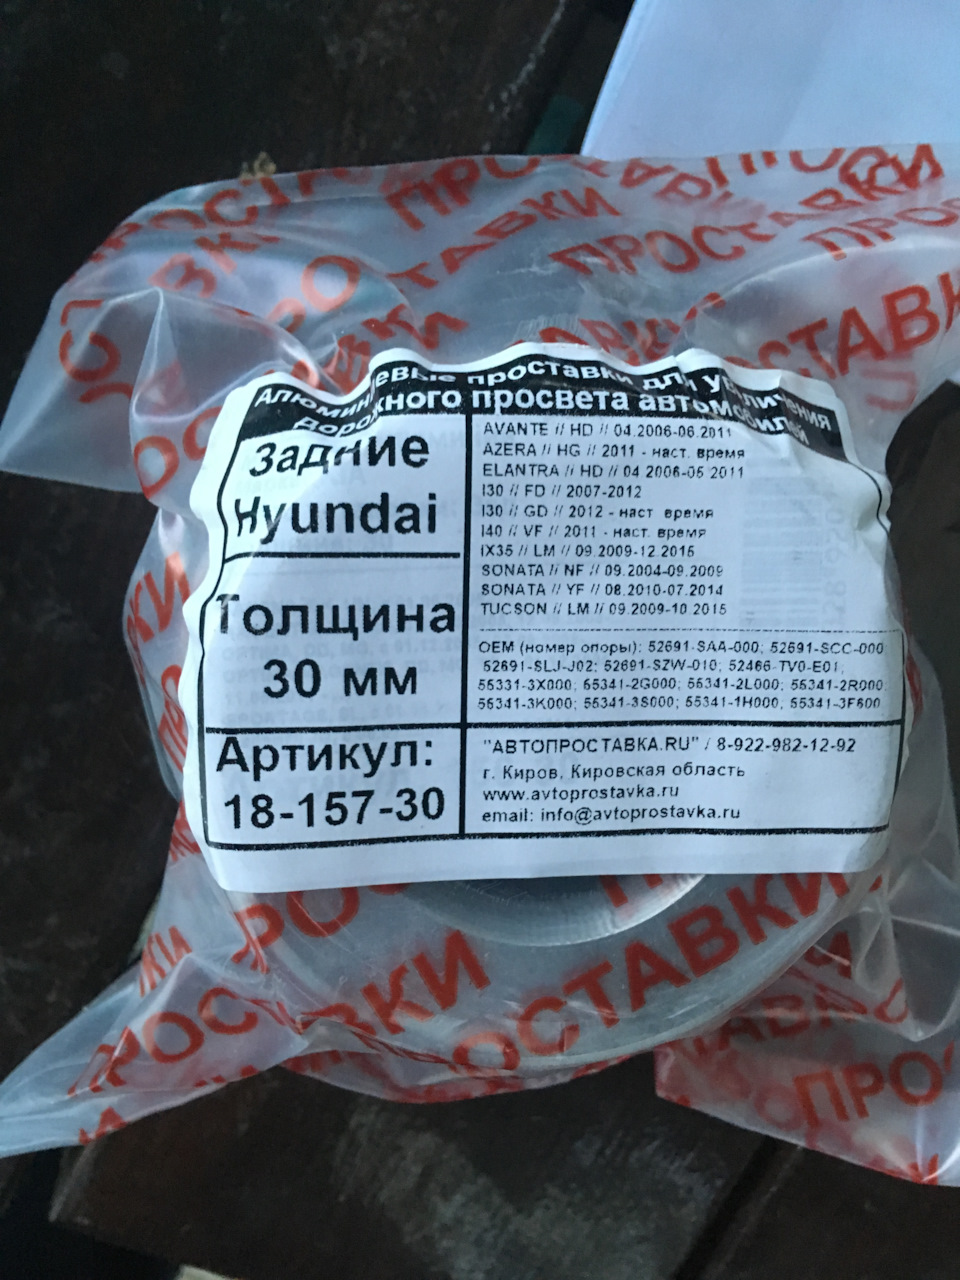 Алюминиевые проставки для увеличения
дорожного просвета автомобилей
Задние
Hyundai
Толщина
30 мм
Артикул:
18-157-30
AVANTE // HD // 04.2006-06.2011
AZERA // HG // 2011 - наст. время
ELANTRA // HD // 04 2006-05 2011
I30 // FD // 2007-2012
I30 // GD // 2012 - наст время
I40 // VF // 2011 - наст. время
IX35 // LM // 09.2009-12.2015
SONATA // NF // 09.2004-09.2009
SONATA // YF // 08.2010-07.2014
TUCSON // LM // 09.2009-10.2015
OEM (номер опоры): 52691-SAA-000; 52691-SCC-000
52691-SLJ-J02; 52691-SZW-010; 52466-TV0-E01;
55331-3X000; 55341-2G000; 55341-2L000; 55341-2R000
55341-3K000; 55341-3S000; 55341-1H000; 55341-3F600
"АВТОПРОСТАВКА.RU" / 8-922-982-12-92
г. Киров, Кировская область
www.avtoprostavka.ru
email: info@avtoprostavka.ru
ПРОСТАВКИ
ПРОСТАВКИ